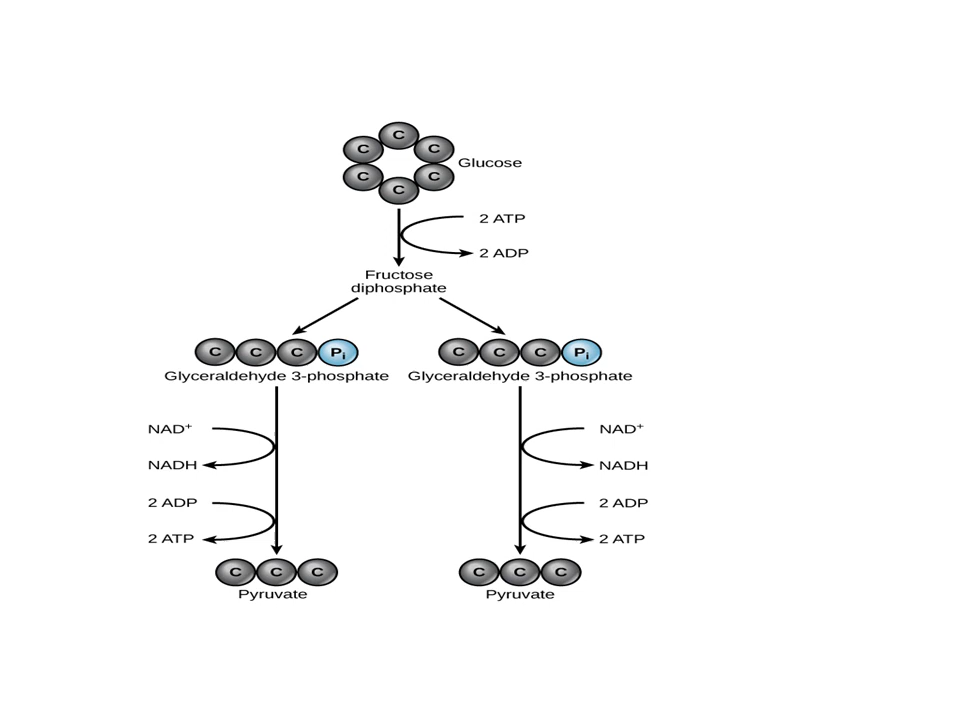 C
C C
Glucose
C C
C
2 ATP
2 ADP
Fructose
diphosphate
C C C Pi
C C C Pi
Glyceraldehyde 3-phosphate
Glyceraldehyde 3-phosphate
NAD+
NAD+
NADH
NADH
2 ADP
2 ADP
2 ATP
2 ATP
C C C
C C C
Pyruvate
Pyruvate